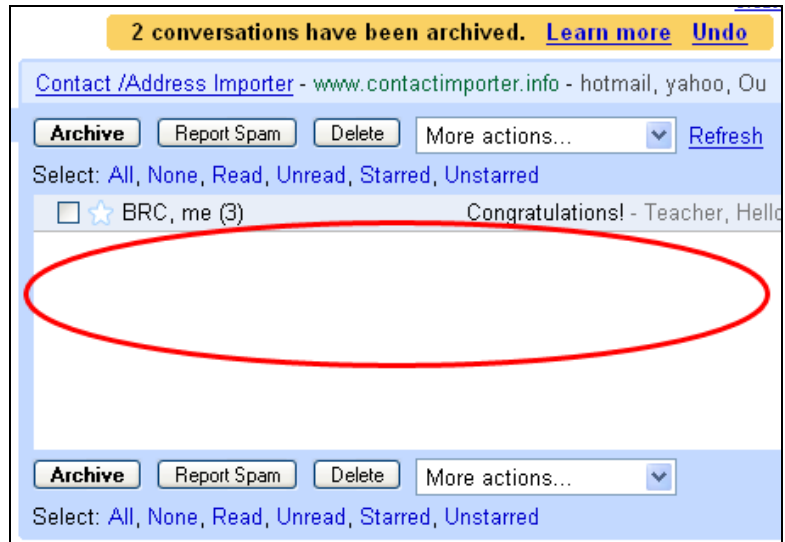 2 conversations have been archived. Learn more Undo
Contact /Address Importer - www.contactimporter.info - hotmail, yahoo, Ou
Archive Report Spam Delete More actions... Refresh
Select: All, None, Read, Unread, Starred, Unstarred
BRC, me (3) Congratulations! - Teacher, Hello
Archive Report Spam Delete More actions...
Select: All, None, Read, Unread, Starred, Unstarred